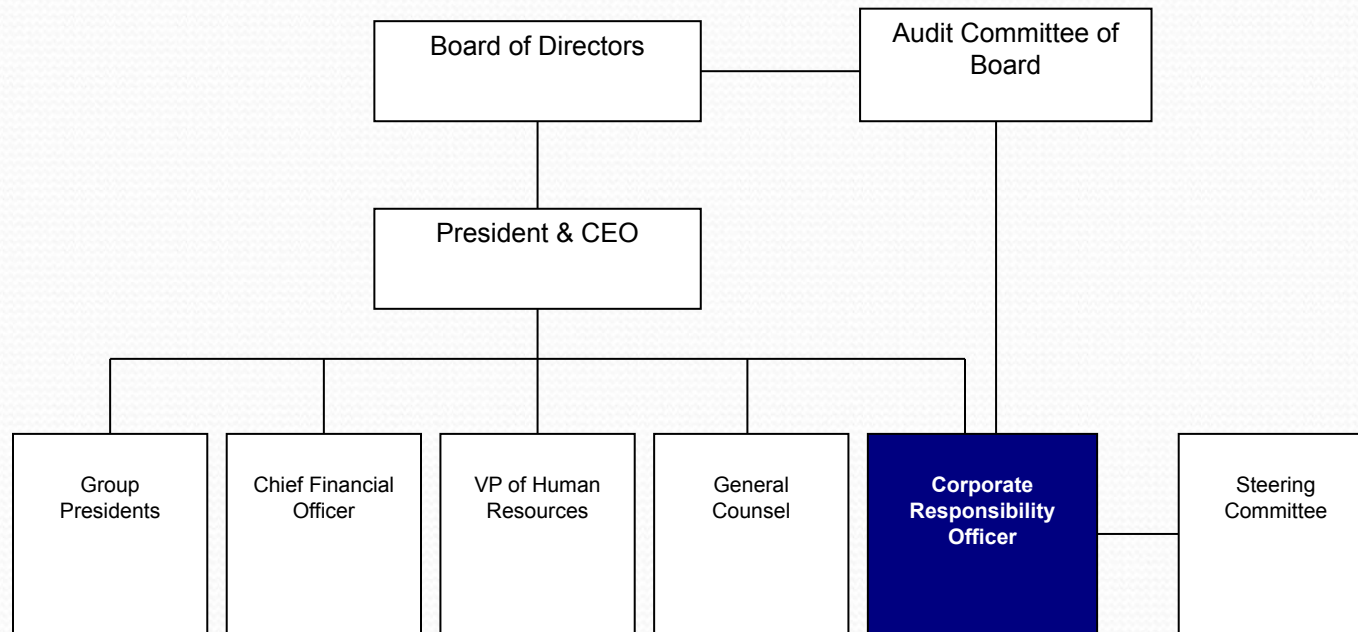 Board of Directors
Audit Committee of
Board
President & CEO
Group
Presidents
Chief Financial
Officer
VP of Human
Resources
General
Counsel
Corporate
Responsibility
Officer
Steering
Committee